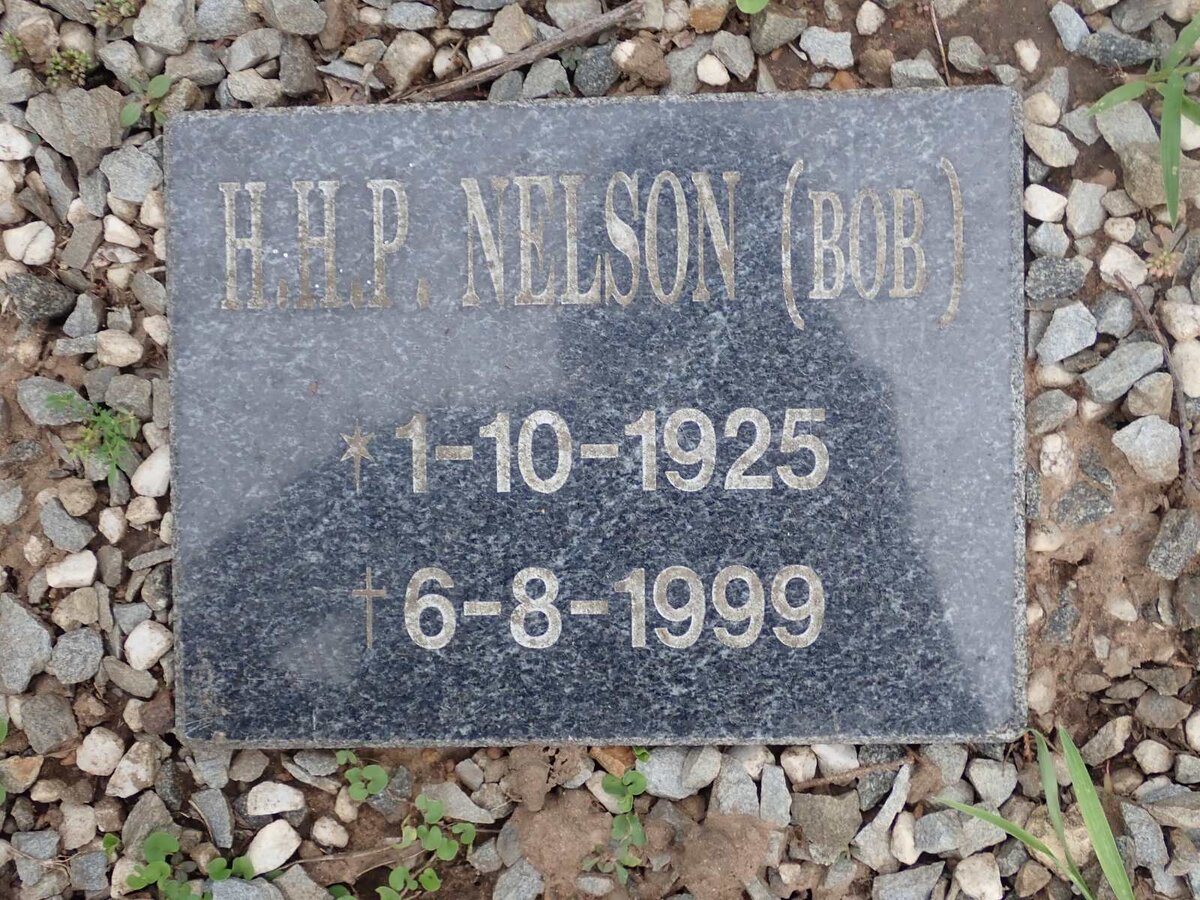 H.H.P. NELSON (BOB)
* 1-10-1925
† 6-8-1999